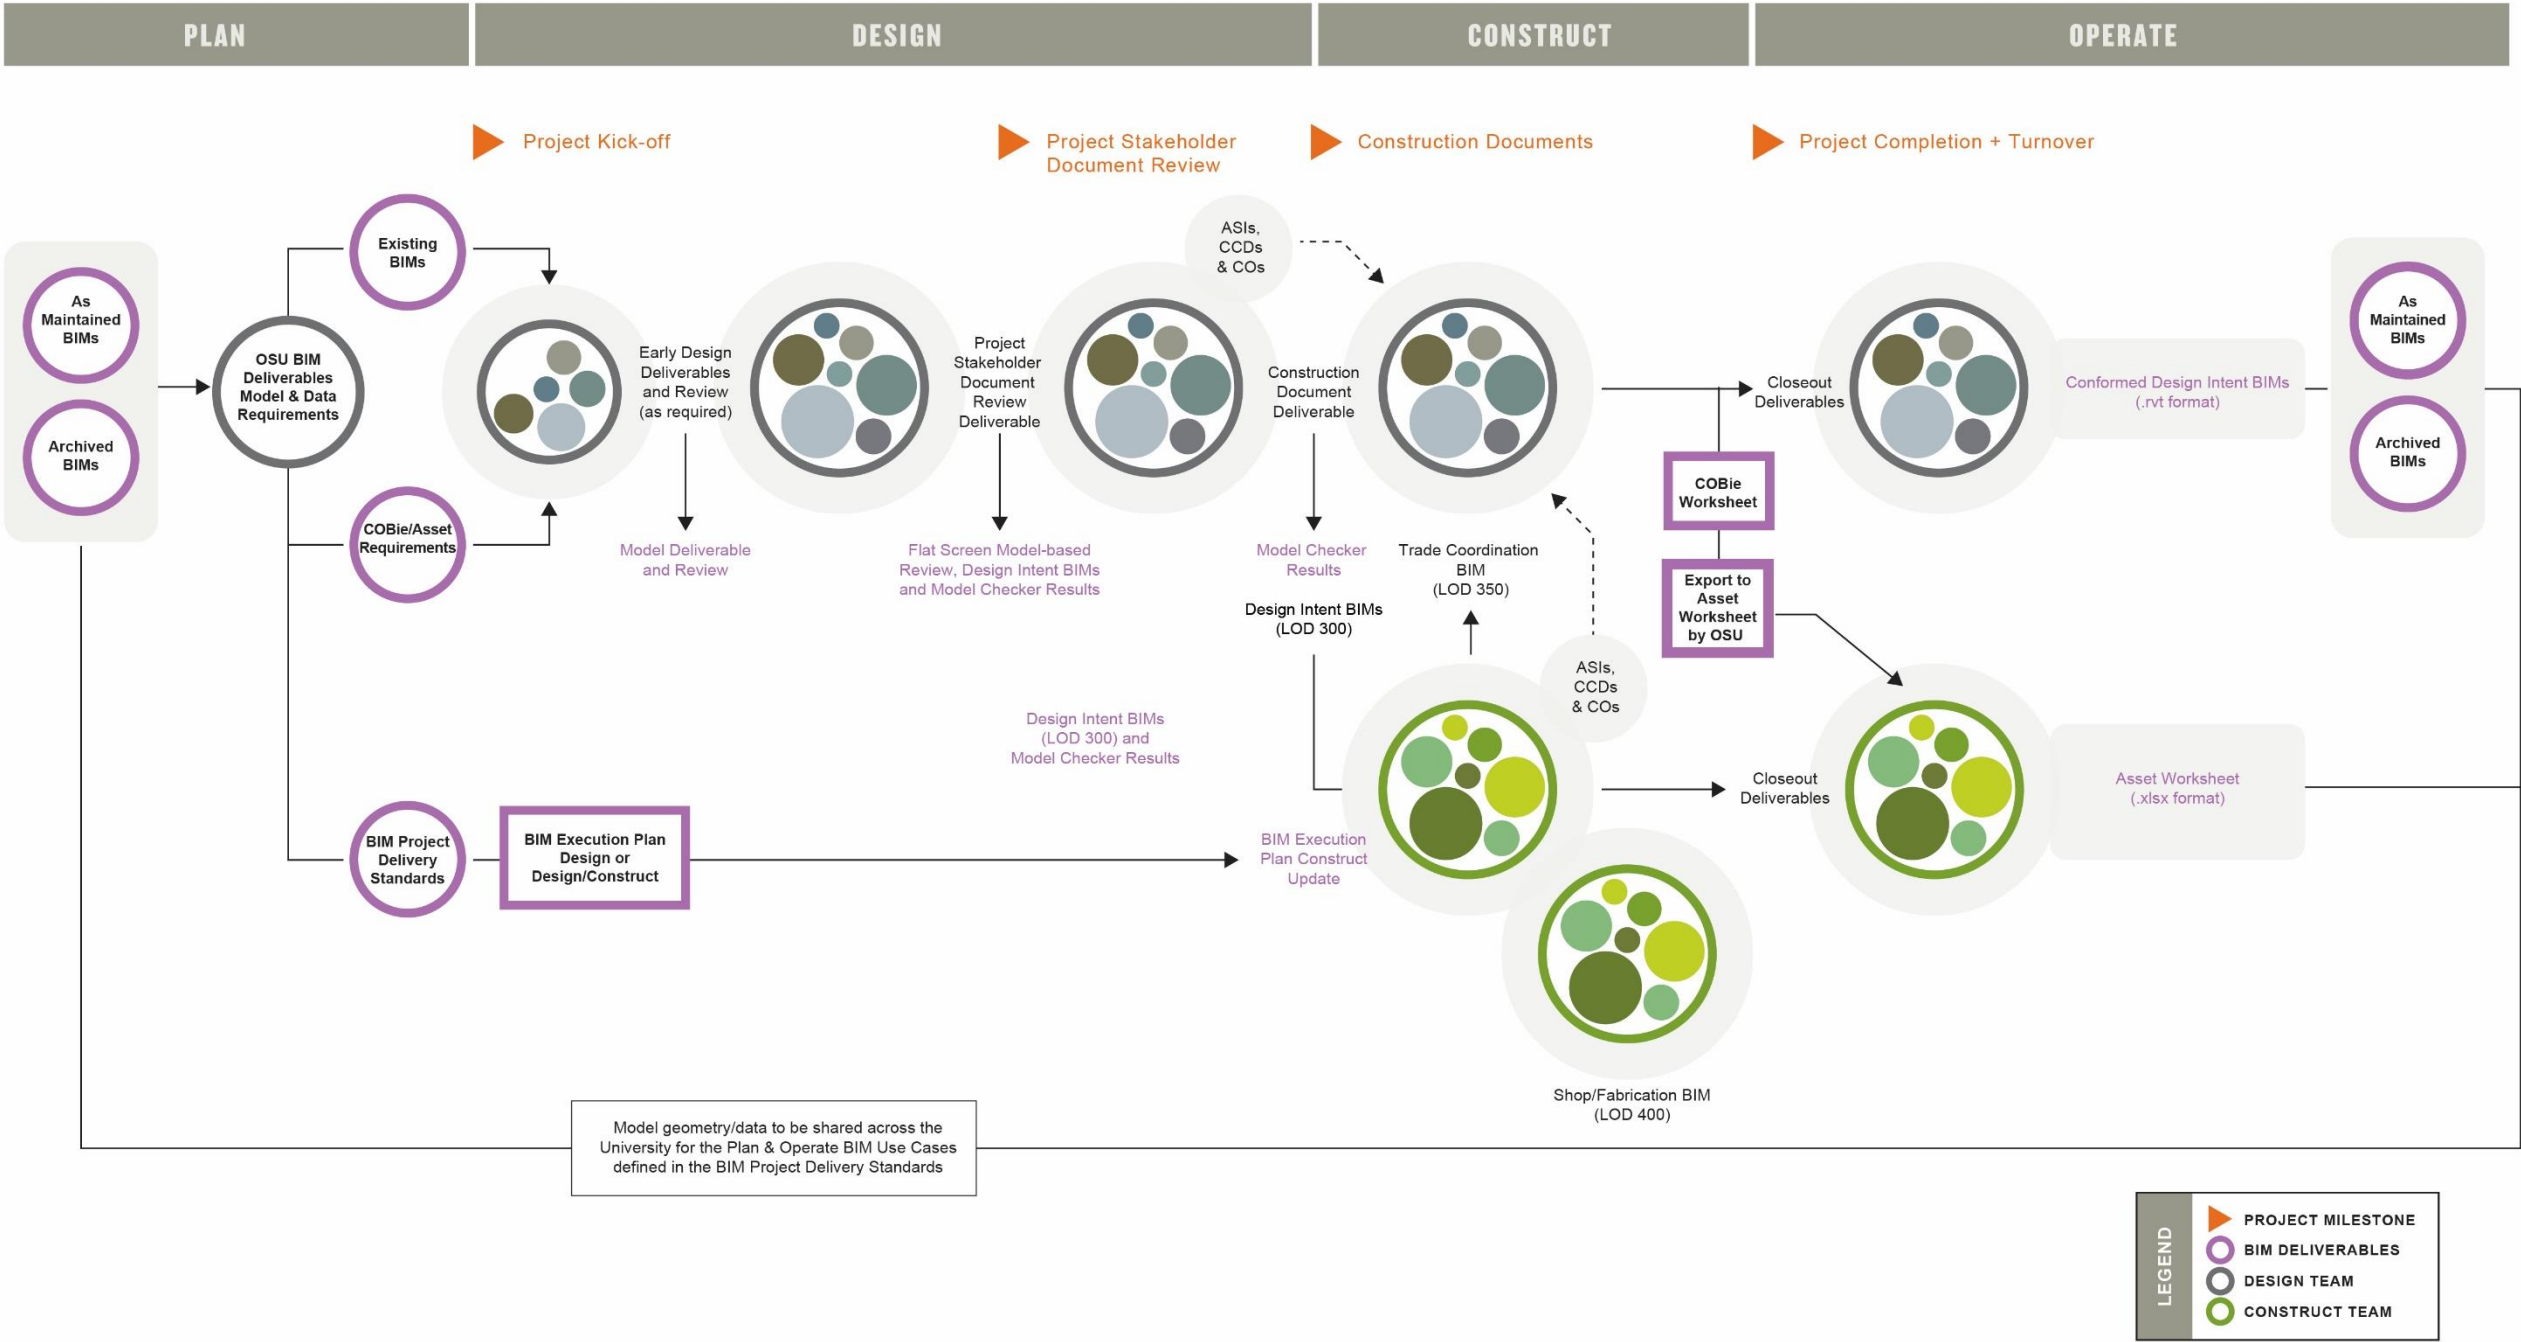 PLAN
DESIGN
CONSTRUCT
OPERATE
Project Kick-off
Project Stakeholder
Document Review
Construction Documents
Project Completion + Turnover
As
Maintained
BIMs
Archived
BIMs
OSU BIM
Deliverables
Model & Data
Requirements
Existing
BIMs
COBie/Asset
Requirements
BIM Project
Delivery
Standards
BIM Execution Plan
Design or
Design/Construct
Early Design
Deliverables
and Review
(as required)
Model Deliverable
and Review
Project
Stakeholder
Document
Review
Deliverable
Flat Screen Model-based
Review, Design Intent BIMs
and Model Checker Results
Design Intent BIMs
(LOD 300) and
Model Checker Results
ASIs,
CCDs
& COs
Construction
Document
Deliverable
Model Checker
Results
Design Intent BIMs
(LOD 300)
BIM Execution
Plan Construct
Update
Trade Coordination
BIM
(LOD 350)
ASIs,
CCDs
& COs
Shop/Fabrication BIM
(LOD 400)
COBie
Worksheet
Export to
Asset
Worksheet
by OSU
Closeout
Deliverables
Closeout
Deliverables
Conformed Design Intent BIMs
(.rvt format)
Asset Worksheet
(.xlsx format)
As
Maintained
BIMs
Archived
BIMs
Model geometry/data to be shared across the
University for the Plan & Operate BIM Use Cases
defined in the BIM Project Delivery Standards
LEGEND
PROJECT MILESTONE
BIM DELIVERABLES
DESIGN TEAM
CONSTRUCT TEAM